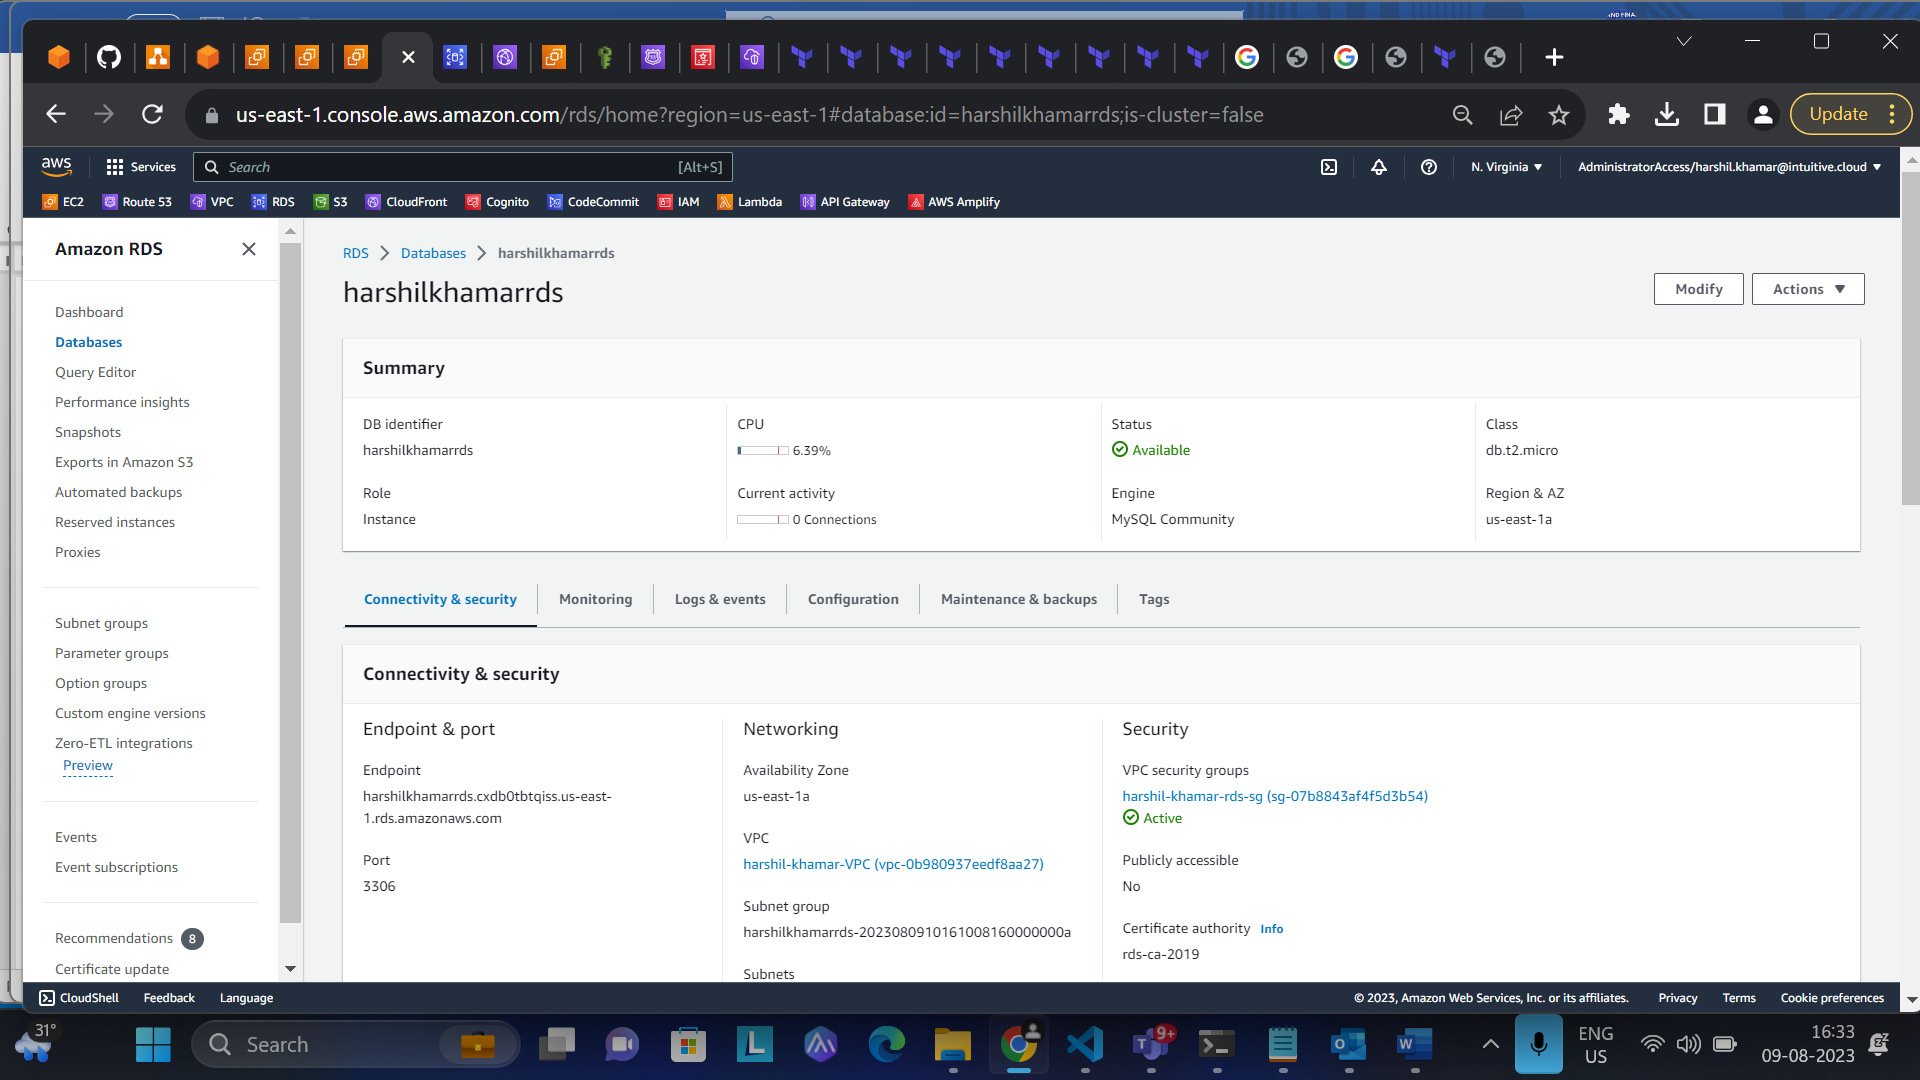 AND FINA.
us-east-1.console.aws.amazon.com/rds/home?region=us-east-1#database:id=harshilkhamarrds;is-cluster=false
Update
aws
Services
Search
[Alt+S]
N. Virginia
AdministratorAccess/harshil.khamar@intuitive.cloud
EC2
Route 53
VPC
RDS
S3
CloudFront
Cognito
CodeCommit
IAM
Lambda
API Gateway
AWS Amplify
Amazon RDS
Dashboard
Databases
Query Editor
Performance insights
Snapshots
Exports in Amazon S3
Automated backups
Reserved instances
Proxies
Subnet groups
Parameter groups
Option groups
Custom engine versions
Zero-ETL integrations
Preview
Events
Event subscriptions
Recommendations 8
Certificate update
RDS
Databases
harshilkhamarrds
harshilkhamarrds
Modify
Actions
Summary
DB identifier
harshilkhamarrds
CPU
6.39%
Status
Available
Class
db.t2.micro
Role
Instance
Current activity
0 Connections
Engine
MySQL Community
Region & AZ
us-east-1a
Connectivity & security
Monitoring
Logs & events
Configuration
Maintenance & backups
Tags
Connectivity & security
Endpoint & port
Endpoint
harshilkhamarrds.cxdb0tbtqiss.us-east-
1.rds.amazonaws.com
Port
3306
Networking
Availability Zone
us-east-1a
VPC
harshil-khamar-VPC (vpc-0b980937eedf8aa27)
Subnet group
harshilkhamarrds-20230809101610081600000​00a
Subnets
Security
VPC security groups
harshil-khamar-rds-sg (sg-07b8843af4f5d3b54)
Active
Publicly accessible
No
Certificate authority Info
rds-ca-2019
CloudShell
Feedback
Language
© 2023, Amazon Web Services, Inc. or its affiliates.
Privacy
Terms
Cookie preferences
31°
Search
L
9+
ENG
US
16:33
09-08-2023